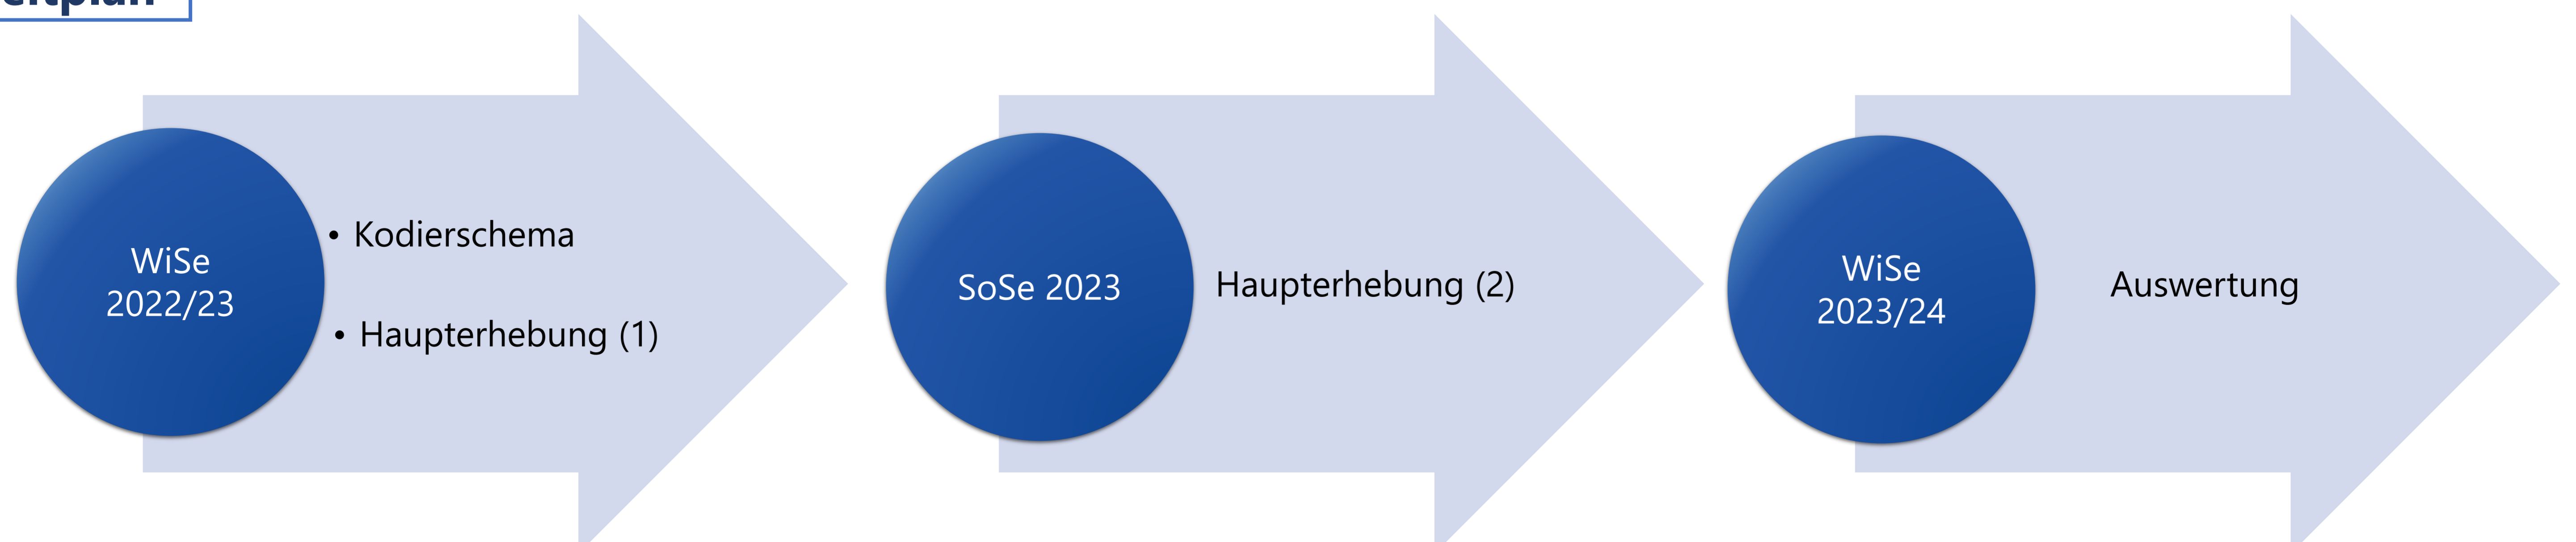 WiSe
2022/23
• Kodierschema
• Haupterhebung (1)
SoSe 2023
Haupterhebung (2)
WiSe
2023/24
Auswertung